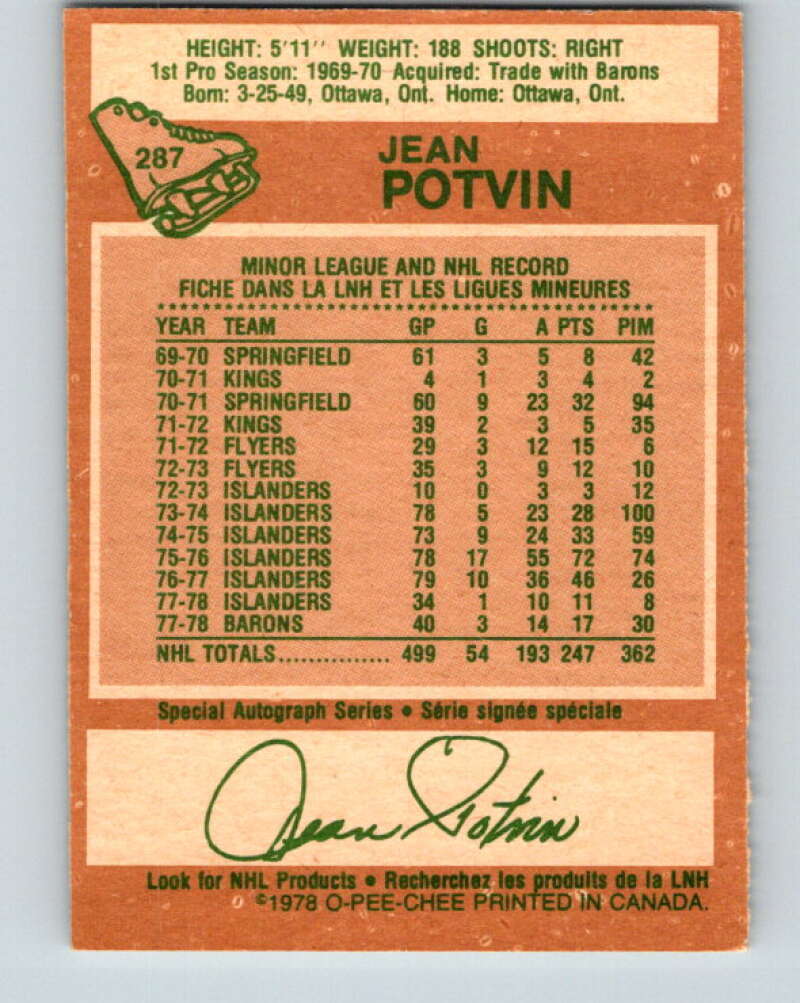 HEIGHT: 5'11'' WEIGHT: 188 SHOOTS: RIGHT
1st Pro Season: 1969-70 Acquired: Trade with Barons
Born: 3-25-49, Ottawa, Ont. Home: Ottawa, Ont.
287
JEAN
POTVIN
MINOR LEAGUE AND NHL RECORD
FICHE DANS LA LNH ET LES LIGUES MINEURES
YEAR TEAM GP G A PTS PIM
69-70 SPRINGFIELD 61 3 5 8 42
70-71 KINGS 4 1 3 4 2
70-71 SPRINGFIELD 60 9 23 32 94
71-72 KINGS 39 2 3 5 35
71-72 FLYERS 29 3 12 15 6
72-73 FLYERS 35 3 9 12 10
72-73 ISLANDERS 10 0 3 3 12
73-74 ISLANDERS 78 5 23 28 100
74-75 ISLANDERS 73 9 24 33 59
75-76 ISLANDERS 78 17 55 72 74
76-77 ISLANDERS 79 10 36 46 26
77-78 ISLANDERS 34 1 10 11 8
77-78 BARONS 40 3 14 17 30
NHL TOTALS............... 499 54 193 247 362
Special Autograph Series • Série signée spéciale
Jean Potvin
Look for NHL Products • Recherchez les produits de la LNH
©1978 O-PEE-CHEE PRINTED IN CANADA.